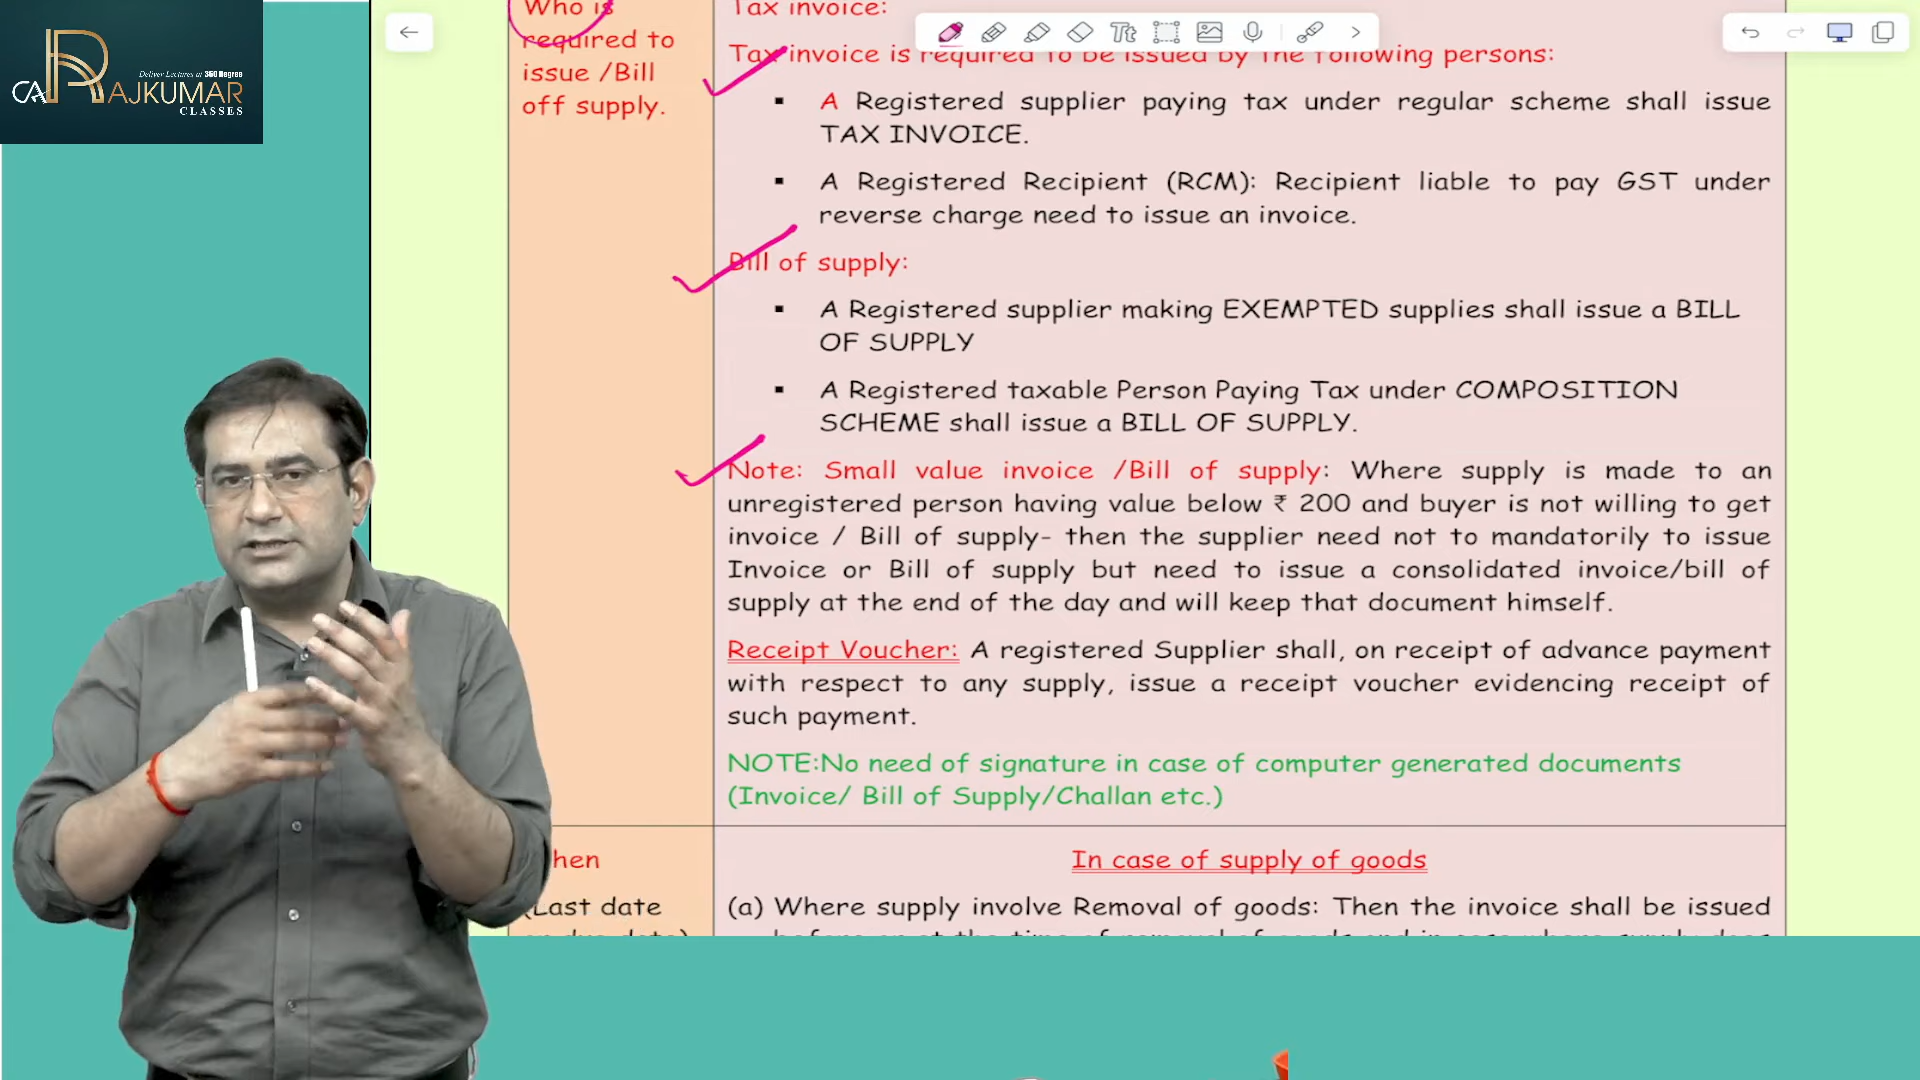 Deliver Lectures at 360 Degree
CA RAJKUMAR
CLASSES
Who is
required to
issue /Bill
off supply.
Tax invoice:
Tax invoice is required to be issued by the following persons:
▪ A Registered supplier paying tax under regular scheme shall issue
TAX INVOICE.
▪ A Registered Recipient (RCM): Recipient liable to pay GST under
reverse charge need to issue an invoice.
Bill of supply:
▪ A Registered supplier making EXEMPTED supplies shall issue a BILL
OF SUPPLY
▪ A Registered taxable Person Paying Tax under COMPOSITION
SCHEME shall issue a BILL OF SUPPLY.
Note: Small value invoice /Bill of supply: Where supply is made to an
unregistered person having value below ₹ 200 and buyer is not willing to get
invoice / Bill of supply- then the supplier need not to mandatorily to issue
Invoice or Bill of supply but need to issue a consolidated invoice/bill of
supply at the end of the day and will keep that document himself.
Receipt Voucher: A registered Supplier shall, on receipt of advance payment
with respect to any supply, issue a receipt voucher evidencing receipt of
such payment.
NOTE:No need of signature in case of computer generated documents
(Invoice/ Bill of Supply/Challan etc.)
hen
(Last date
In case of supply of goods
(a) Where supply involve Removal of goods: Then the invoice shall be issued